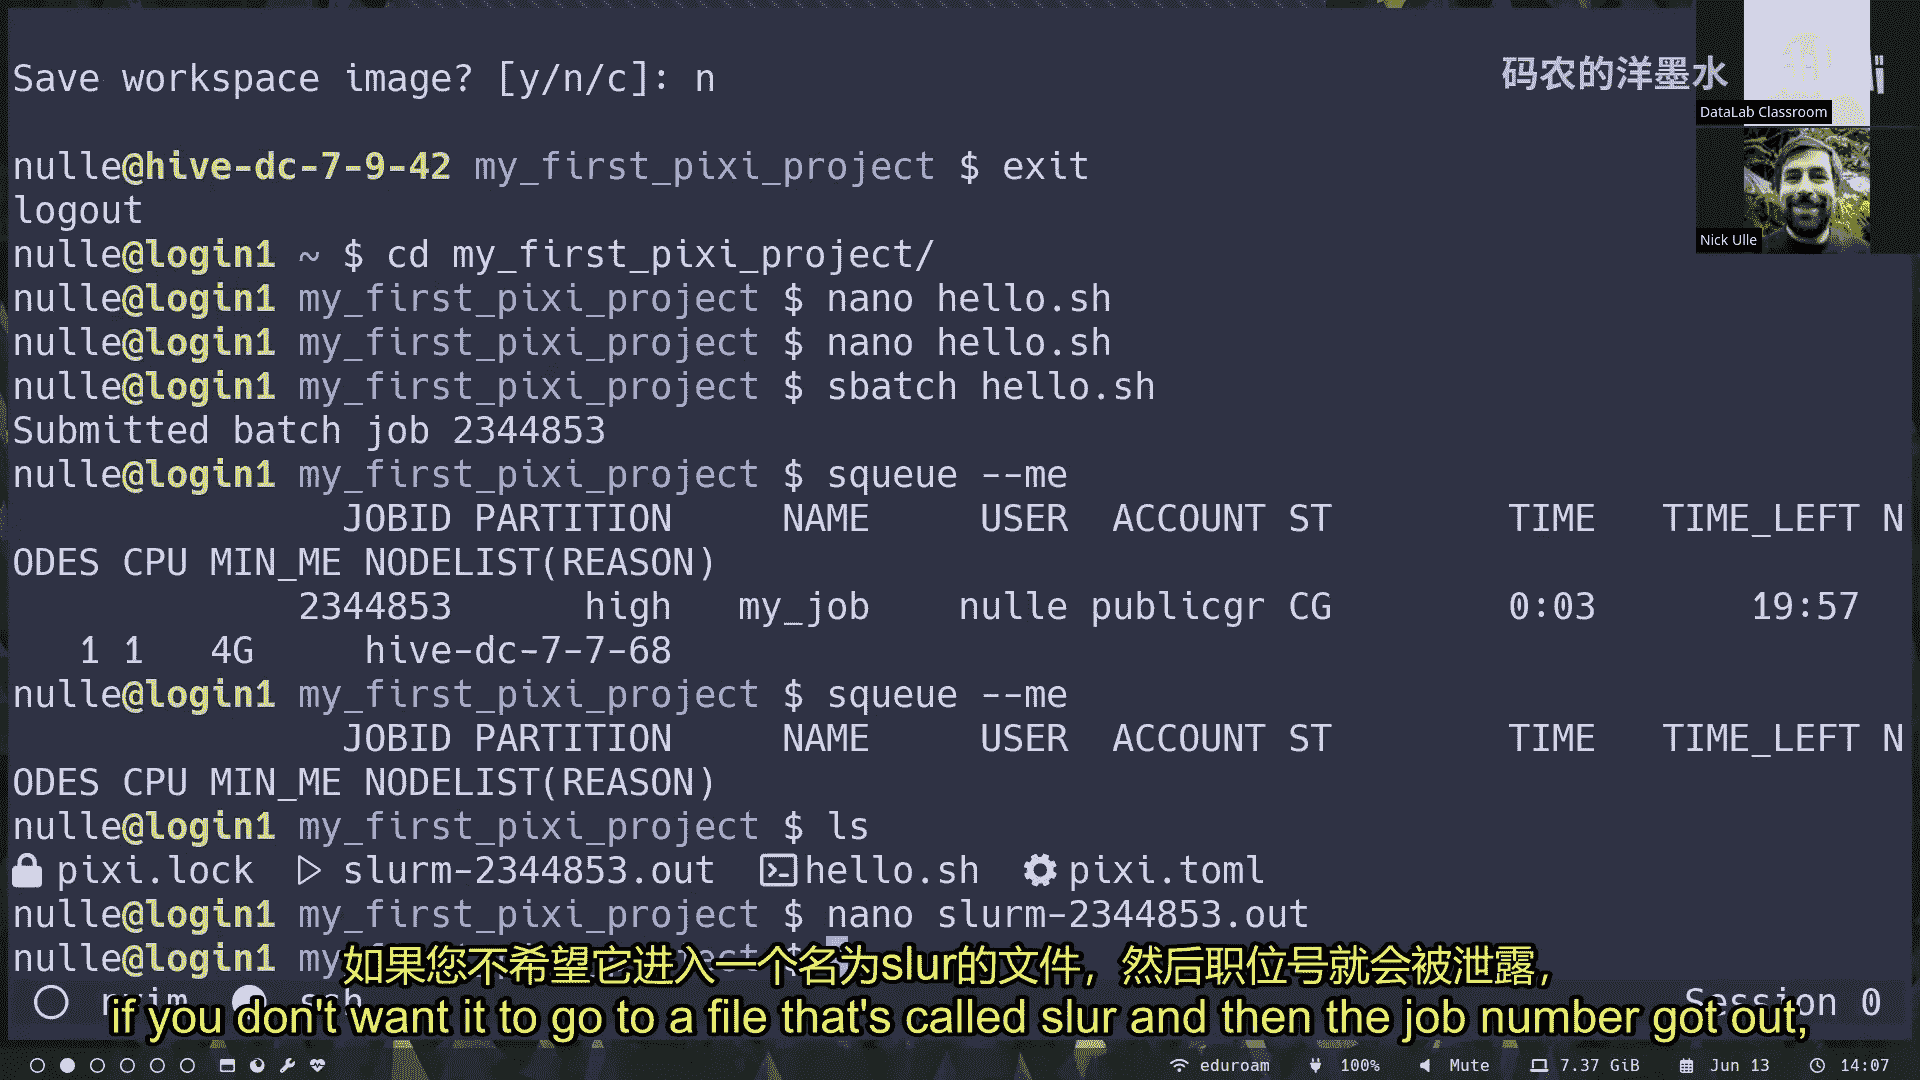 Save workspace image? [y/n/c]: n
码农的洋墨水
DataLab Classroom
nulle@hive-dc-7-9-42 my_first_pixi_project $ exit
logout
Nick Ulle
nulle@login1 ~ $ cd my_first_pixi_project/
nulle@login1 my_first_pixi_project $ nano hello.sh
nulle@login1 my_first_pixi_project $ nano hello.sh
nulle@login1 my_first_pixi_project $ sbatch hello.sh
Submitted batch job 2344853
nulle@login1 my_first_pixi_project $ squeue --me
JOBID PARTITION NAME USER ACCOUNT ST TIME TIME_LEFT N
ODES CPU MIN_ME NODELIST(REASON)
2344853 high my_job nulle publicgr CG 0:03 19:57
1 1 4G hive-dc-7-7-68
nulle@login1 my_first_pixi_project $ squeue --me
JOBID PARTITION NAME USER ACCOUNT ST TIME TIME_LEFT N
ODES CPU MIN_ME NODELIST(REASON)
nulle@login1 my_first_pixi_project $ ls
pixi.lock slurm-2344853.out hello.sh pixi.toml
nulle@login1 my_first_pixi_project $ nano slurm-2344853.out
nulle@login1 my
如果您不希望它进入一个名为slur的文件，然后职位号就会被泄露，
Session 0
if you don't want it to go to a file that's called slur and then the job number got out,
eduroam 100% Mute 7.37 GiB Jun 13 14:07